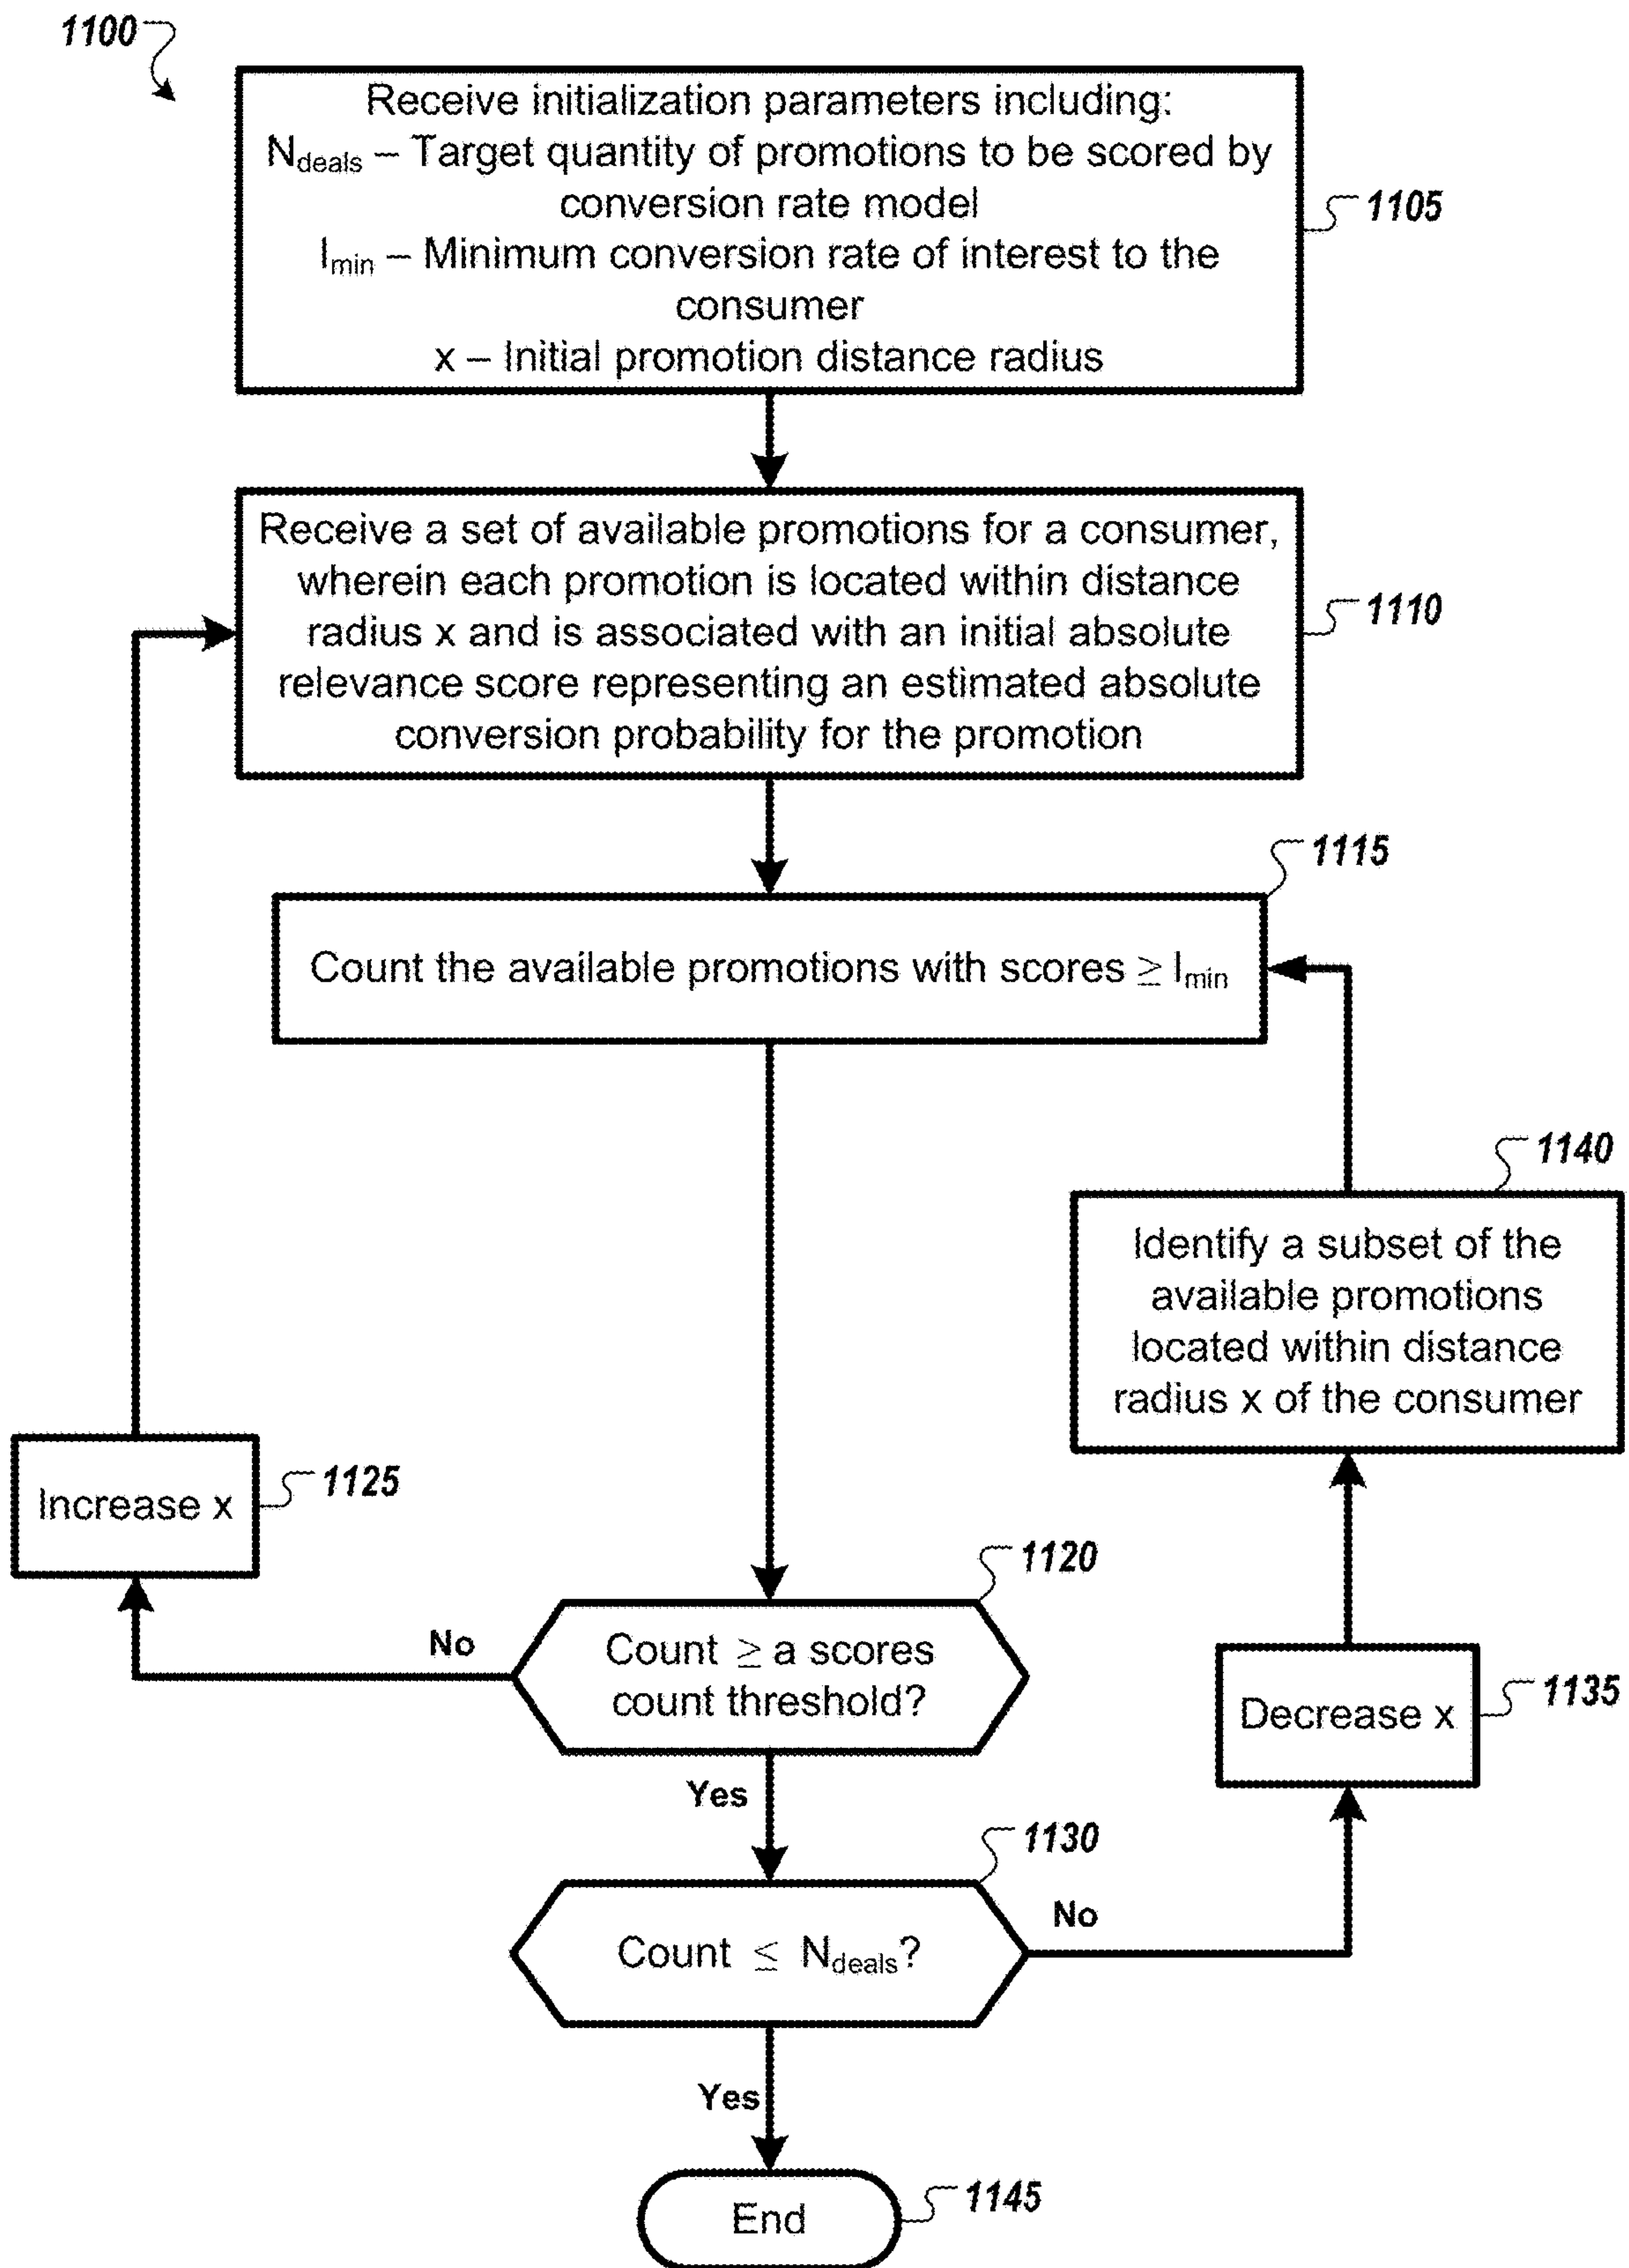 1100
Receive initialization parameters including:
N_deals – Target quantity of promotions to be scored by
conversion rate model
I_min – Minimum conversion rate of interest to the
consumer
x – Initial promotion distance radius
1105
Receive a set of available promotions for a consumer,
wherein each promotion is located within distance
radius x and is associated with an initial absolute
relevance score representing an estimated absolute
conversion probability for the promotion
1110
1115
Count the available promotions with scores ≥ I_min
1140
Identify a subset of the
available promotions
located within distance
radius x of the consumer
Increase x
1125
1120
No
Count ≥ a scores
count threshold?
Decrease x
1135
Yes
1130
No
Count ≤ N_deals?
Yes
End
1145